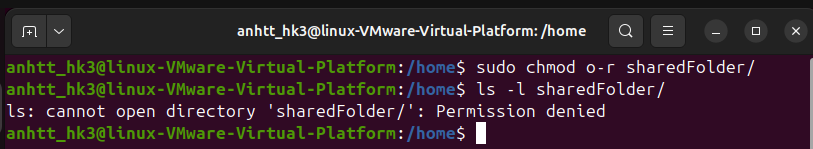 anhtt_hk3@linux-VMware-Virtual-Platform: /home
anhtt_hk3@linux-VMware-Virtual-Platform:/home$ sudo chmod o-r sharedFolder/
anhtt_hk3@linux-VMware-Virtual-Platform:/home$ ls -l sharedFolder/
ls: cannot open directory 'sharedFolder/': Permission denied
anhtt_hk3@linux-VMware-Virtual-Platform:/home$